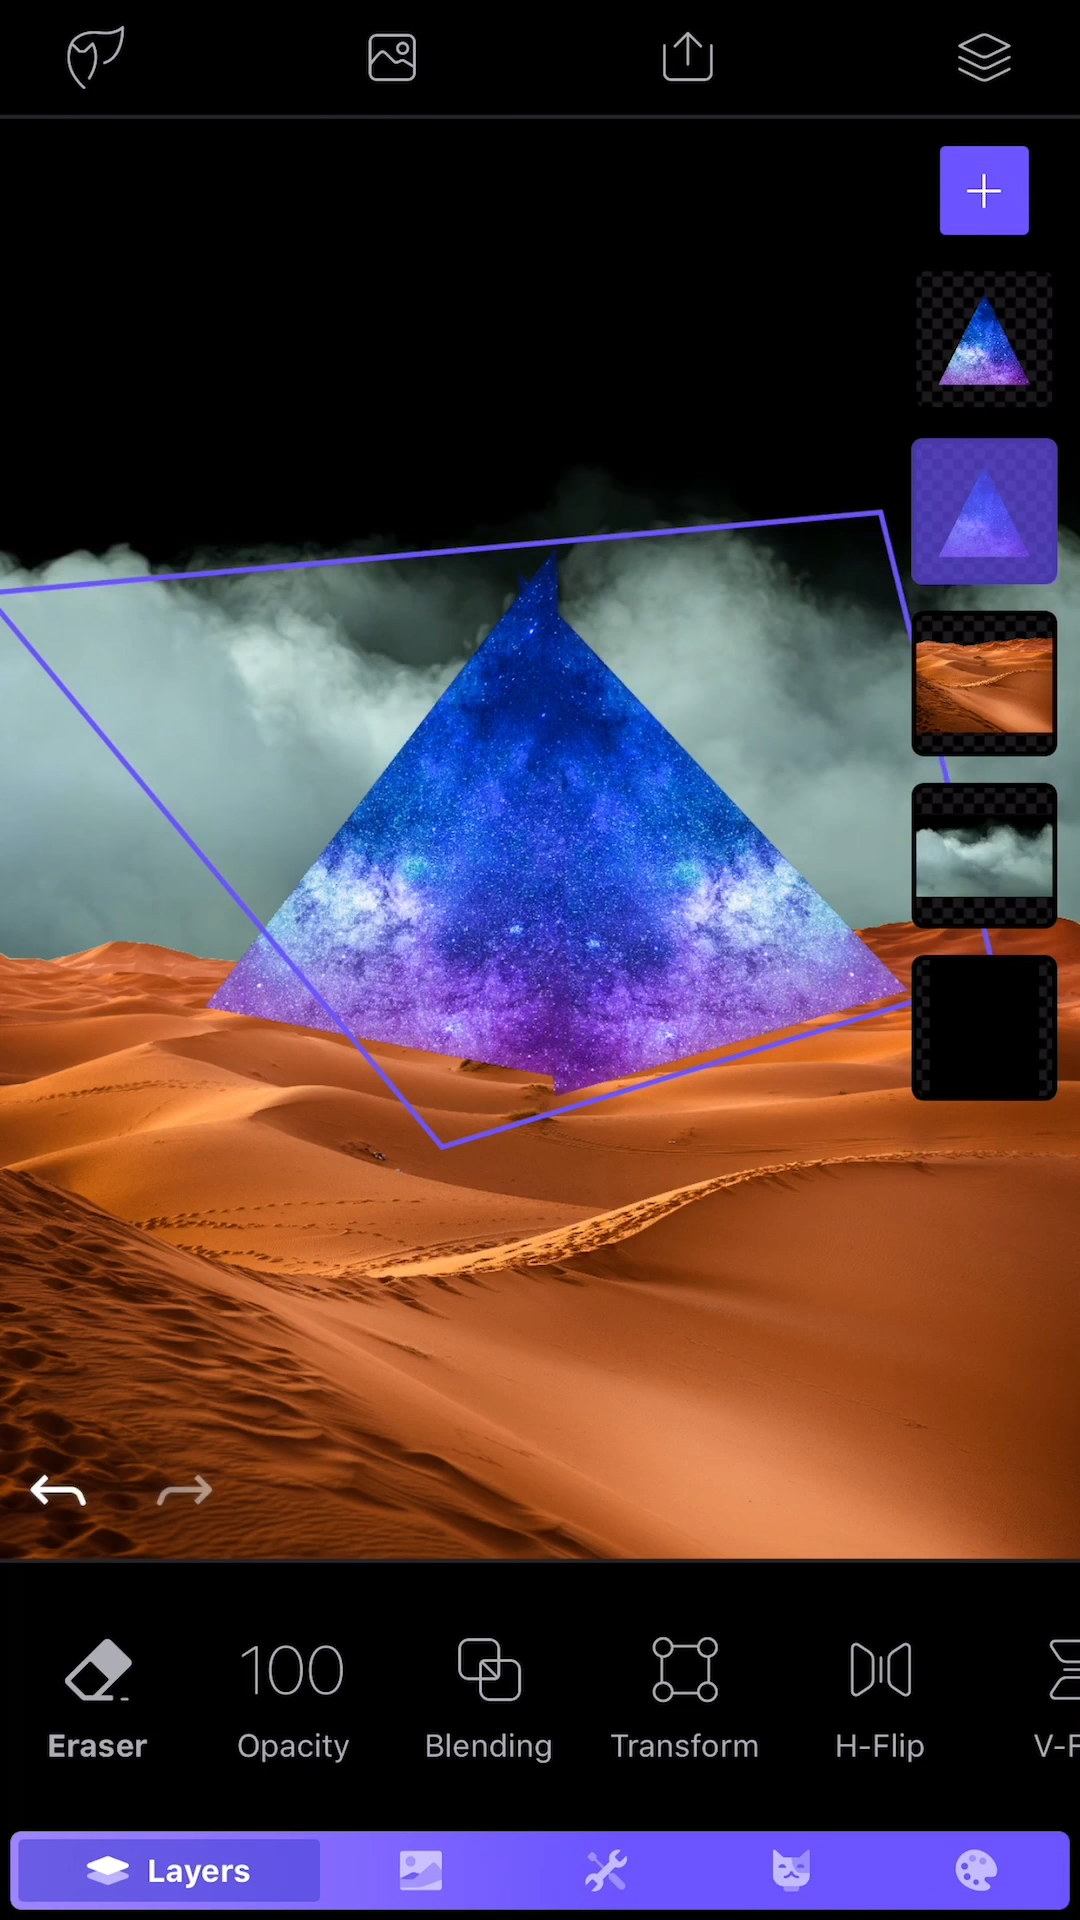 100
Eraser
Opacity
Blending
Transform
H-Flip
V-F
Layers